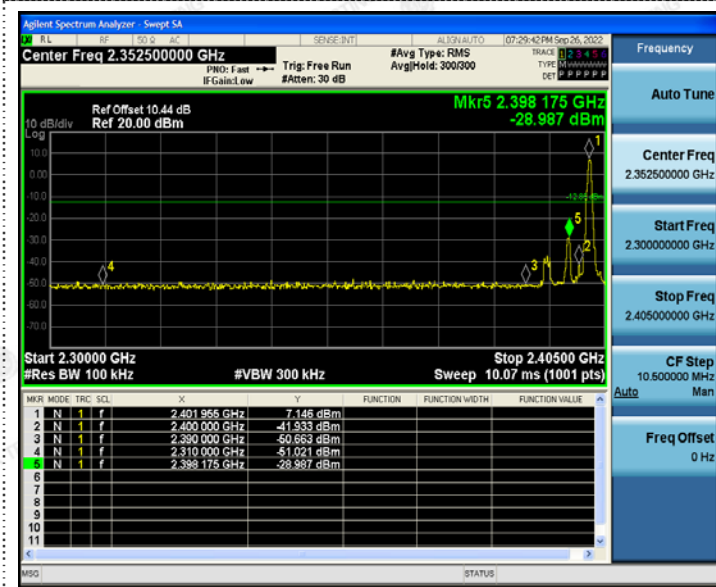 Agilent Spectrum Analyzer - Swept SA
RL RF 50 Ω AC SENSE:INT ALIGNAUTO 07:29:42 PM Sep 26, 2022
Center Freq 2.352500000 GHz #Avg Type: RMS TRACE 1 2 3 4 5 6
PNO: Fast Trig: Free Run Avg|Hold: 300/300 TYPE M
IFGain:Low #Atten: 30 dB DET P P P P P P
Ref Offset 10.44 dB Mkr5 2.398 175 GHz
10 dB/div Ref 20.00 dBm -28.987 dBm
Log
10.0
0.00
-10.0
-20.0
-30.0
-40.0
-50.0
-60.0
-70.0
1
5
2
3
4
Start 2.30000 GHz Stop 2.40500 GHz
#Res BW 100 kHz #VBW 300 kHz Sweep 10.07 ms (1001 pts)
MKR MODE TRC SCL X Y FUNCTION FUNCTION WIDTH FUNCTION VALUE
1 N 1 f 2.401 955 GHz 7.146 dBm
2 N 1 f 2.400 000 GHz -41.933 dBm
3 N 1 f 2.390 000 GHz -50.663 dBm
4 N 1 f 2.310 000 GHz -51.021 dBm
5 N 1 f 2.398 175 GHz -28.987 dBm
6
7
8
9
10
11
MSG STATUS
Frequency
Auto Tune
Center Freq
2.352500000 GHz
Start Freq
2.300000000 GHz
Stop Freq
2.405000000 GHz
CF Step
10.500000 MHz
Auto Man
Freq Offset
0 Hz